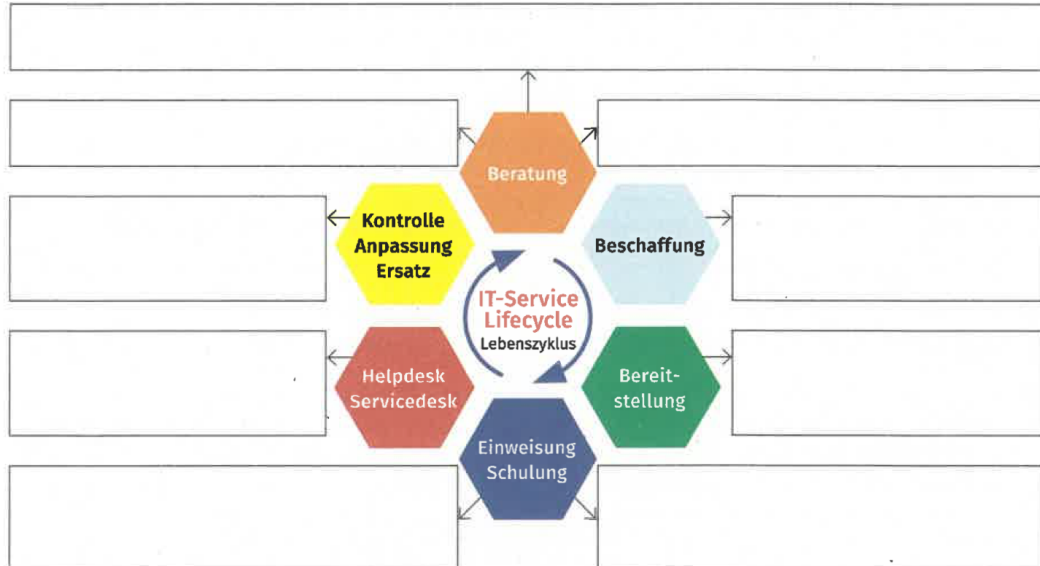 Beratung
Kontrolle
Anpassung
Ersatz
Beschaffung
IT-Service
Lifecycle
Lebenszyklus
Helpdesk
Servicedesk
Bereit-
stellung
Einweisung
Schulung